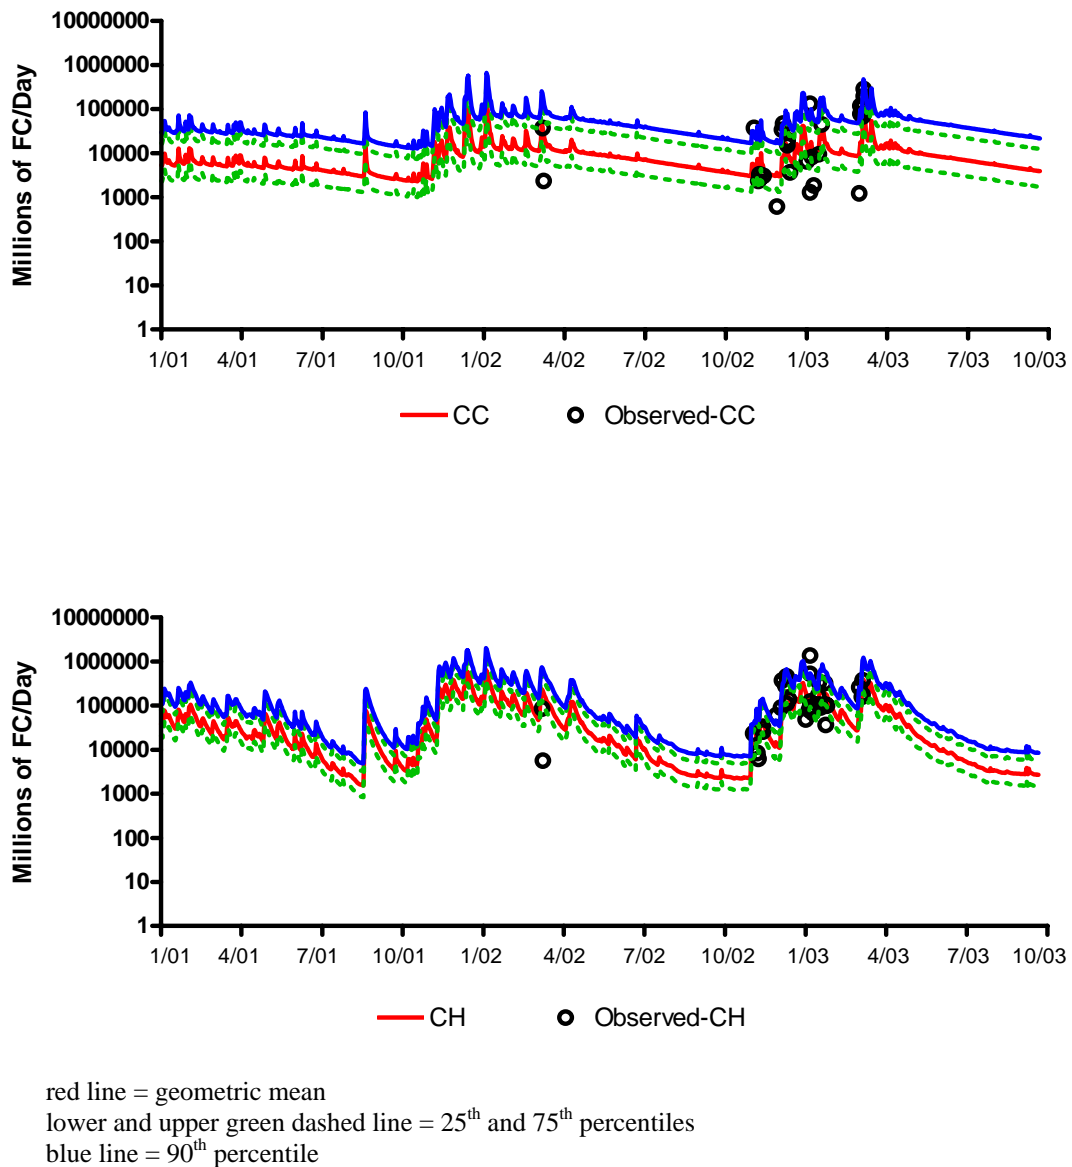 10000000
1000000
100000
10000
1000
100
10
1
Millions of FC/Day
1/01 4/01 7/01 10/01 1/02 4/02 7/02 10/02 1/03 4/03 7/03 10/03
CC Observed-CC
10000000
1000000
100000
10000
1000
100
10
1
Millions of FC/Day
1/01 4/01 7/01 10/01 1/02 4/02 7/02 10/02 1/03 4/03 7/03 10/03
CH Observed-CH
red line = geometric mean
lower and upper green dashed line = 25th and 75th percentiles
blue line = 90th percentile